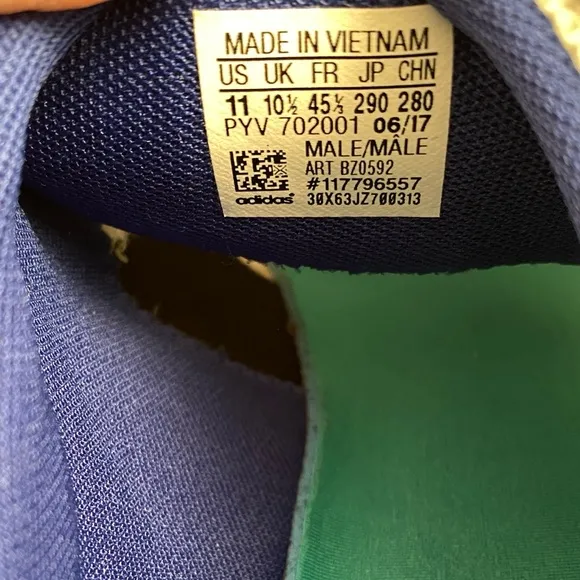 MADE IN VIETNAM
US UK FR JP CHN
11 10½ 45⅓ 290 280
PYV 702001 06/17
MALE/MÂLE
ART BZ0592
#117796557
adidas 30X63JZ700313